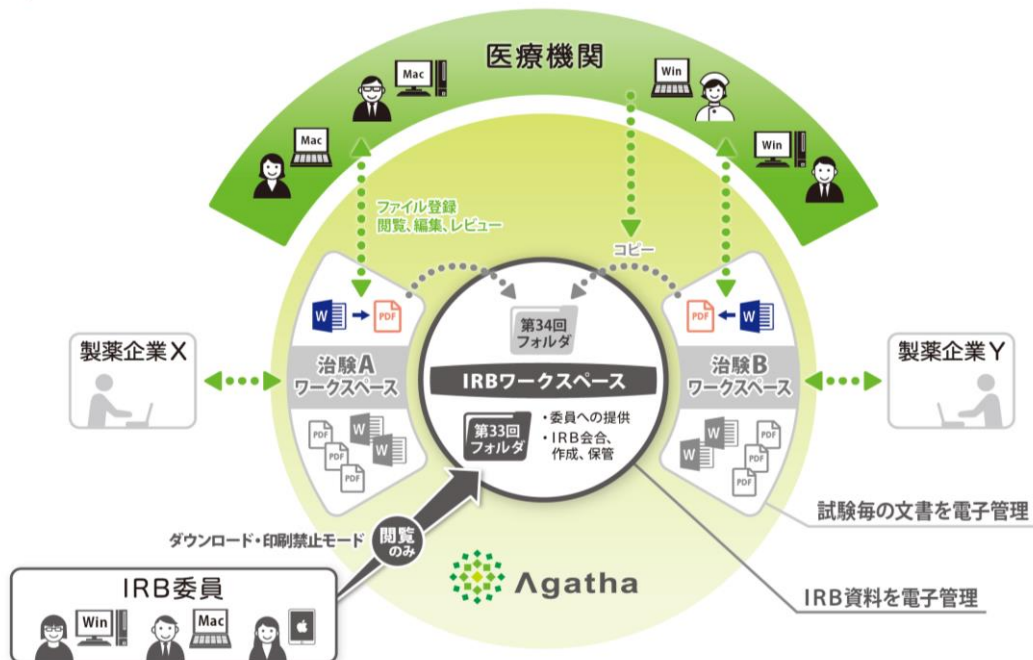 医療機関
Mac
Win
Mac
Win
ファイル登録
閲覧、編集、レビュー
コピー
W
PDF
PDF
W
第34回
フォルダ
製薬企業X
治験A
ワークスペース
IRBワークスペース
治験B
ワークスペース
製薬企業Y
第33回
フォルダ
・委員への提供
・IRB会合、
作成、保管
PDF
W
PDF
W
PDF
W
PDF
W
PDF
PDF
試験毎の文書を電子管理
ダウンロード・印刷禁止モード
閲覧
のみ
Agatha
IRB資料を電子管理
IRB委員
Win
Mac